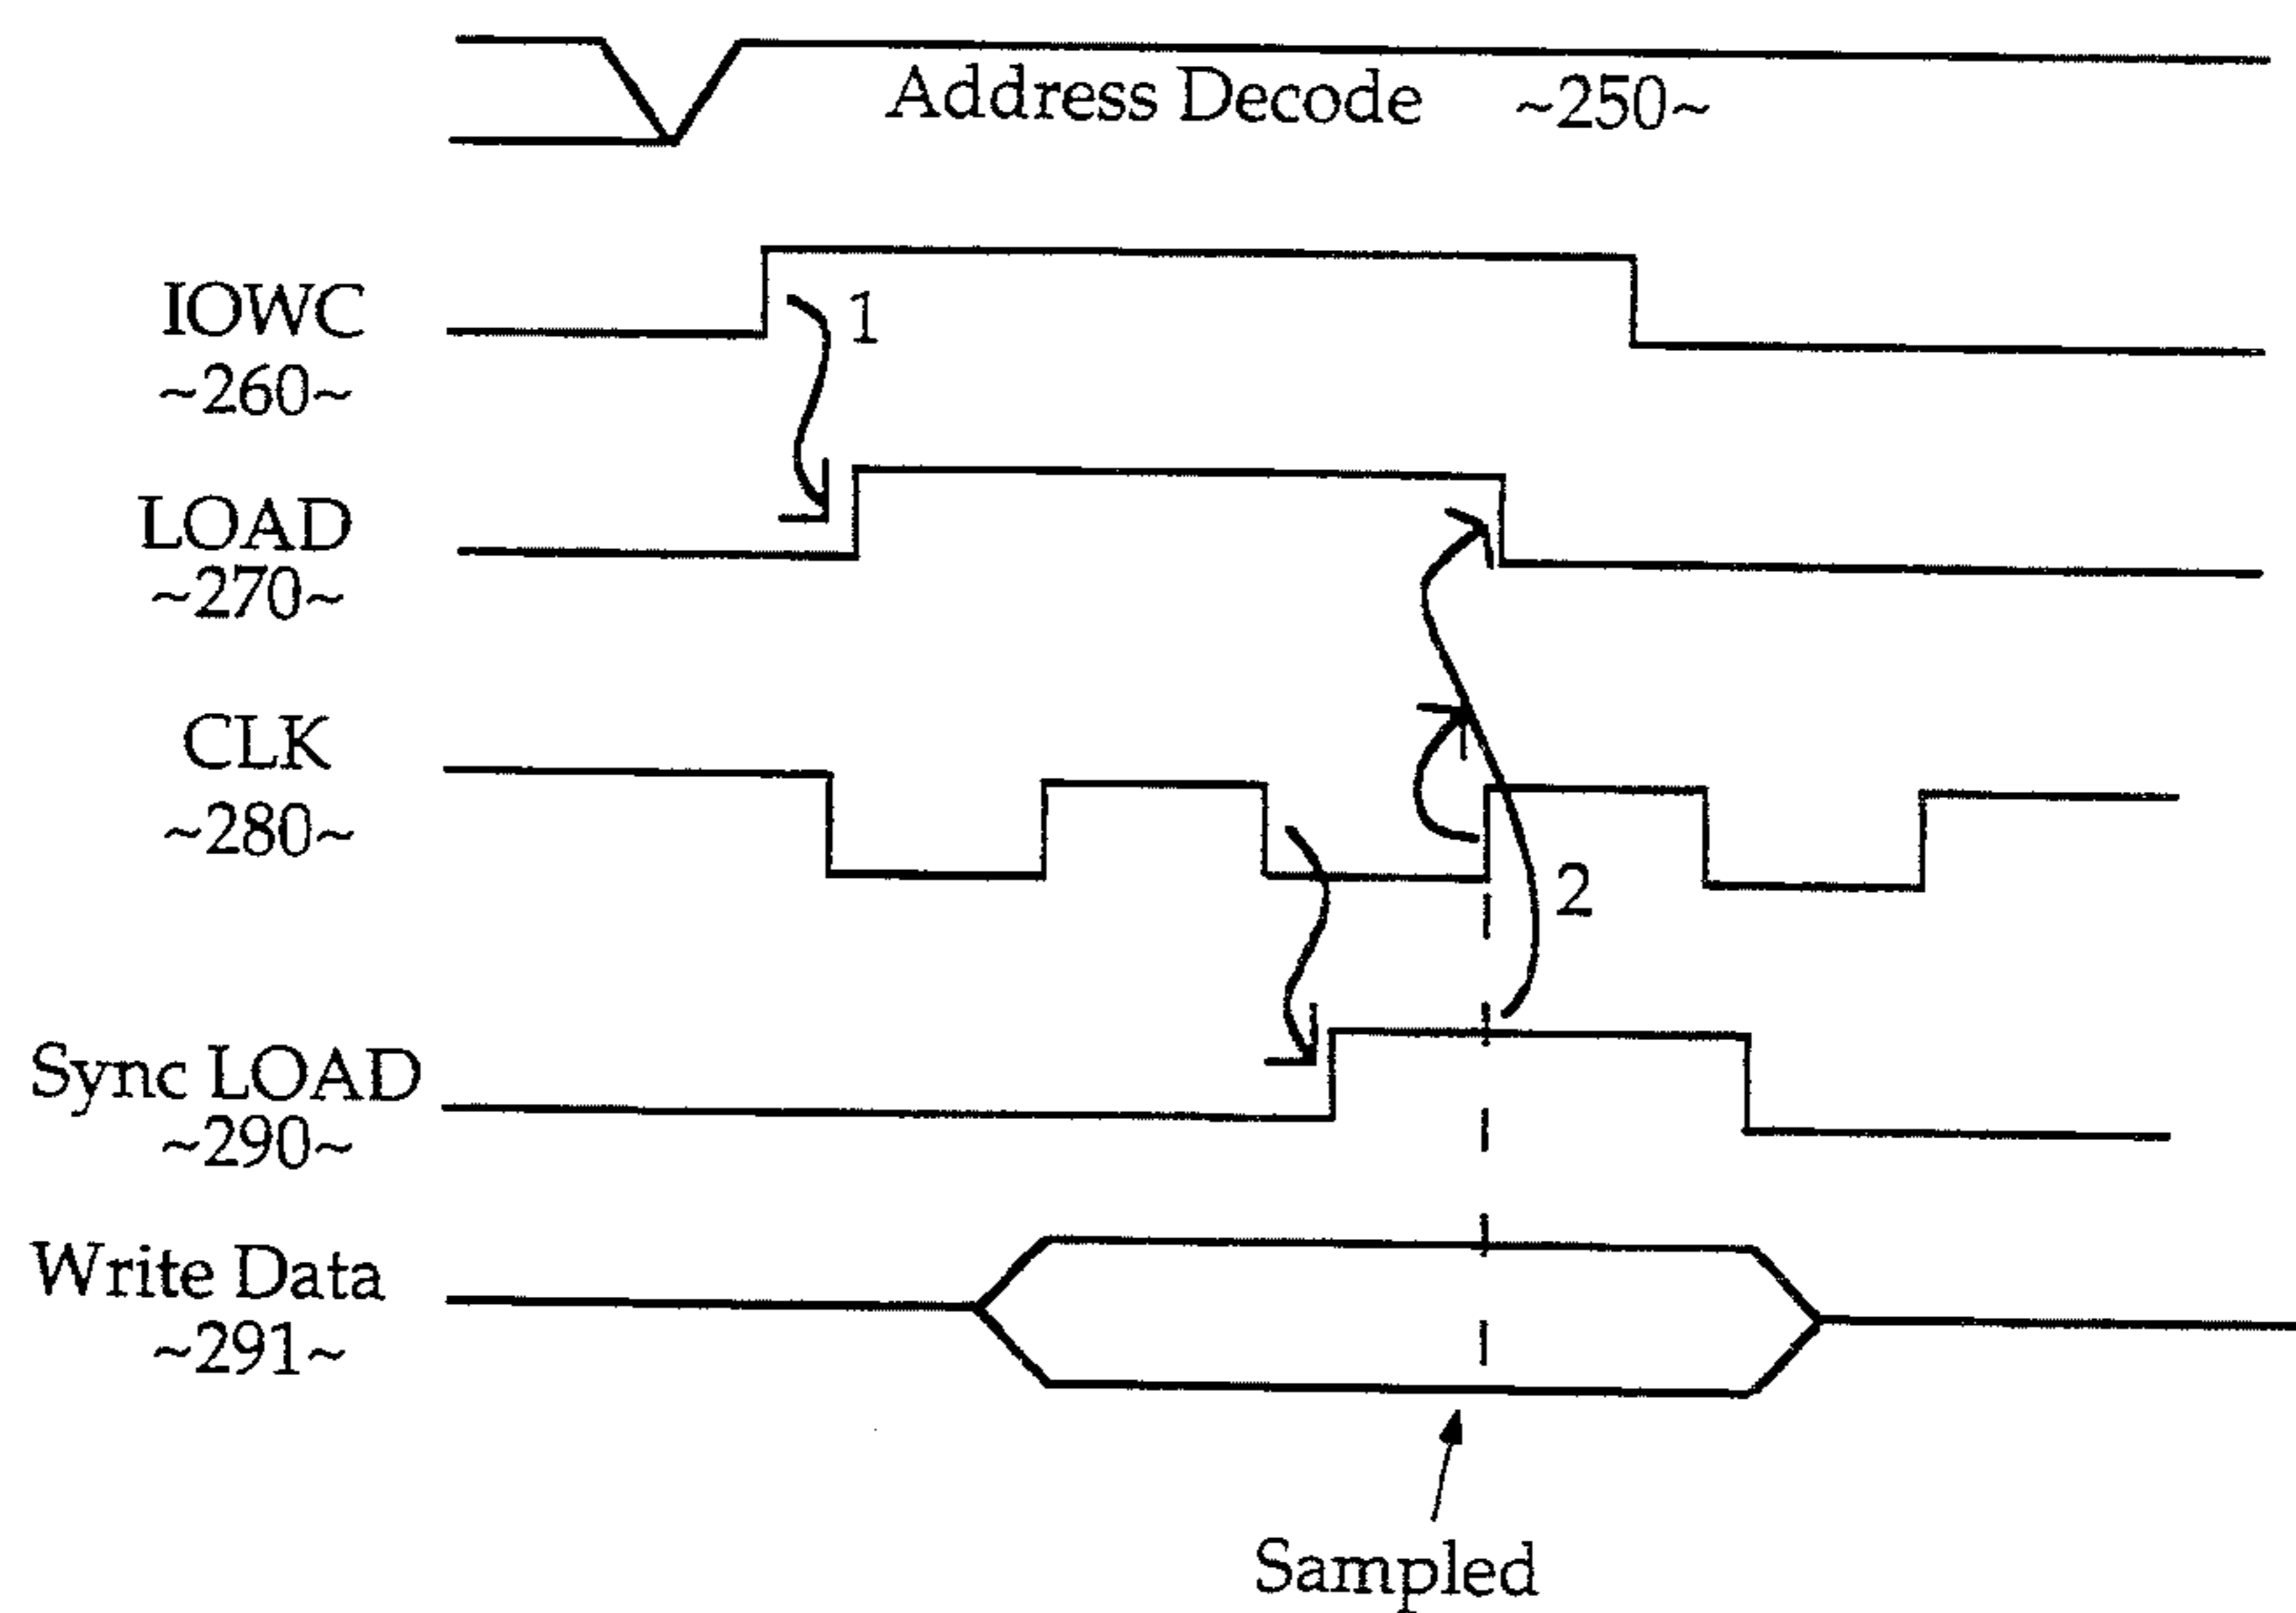 Address Decode ~250~
IOWC
~260~
1
LOAD
~270~
CLK
~280~
2
Sync LOAD
~290~
Write Data
~291~
Sampled